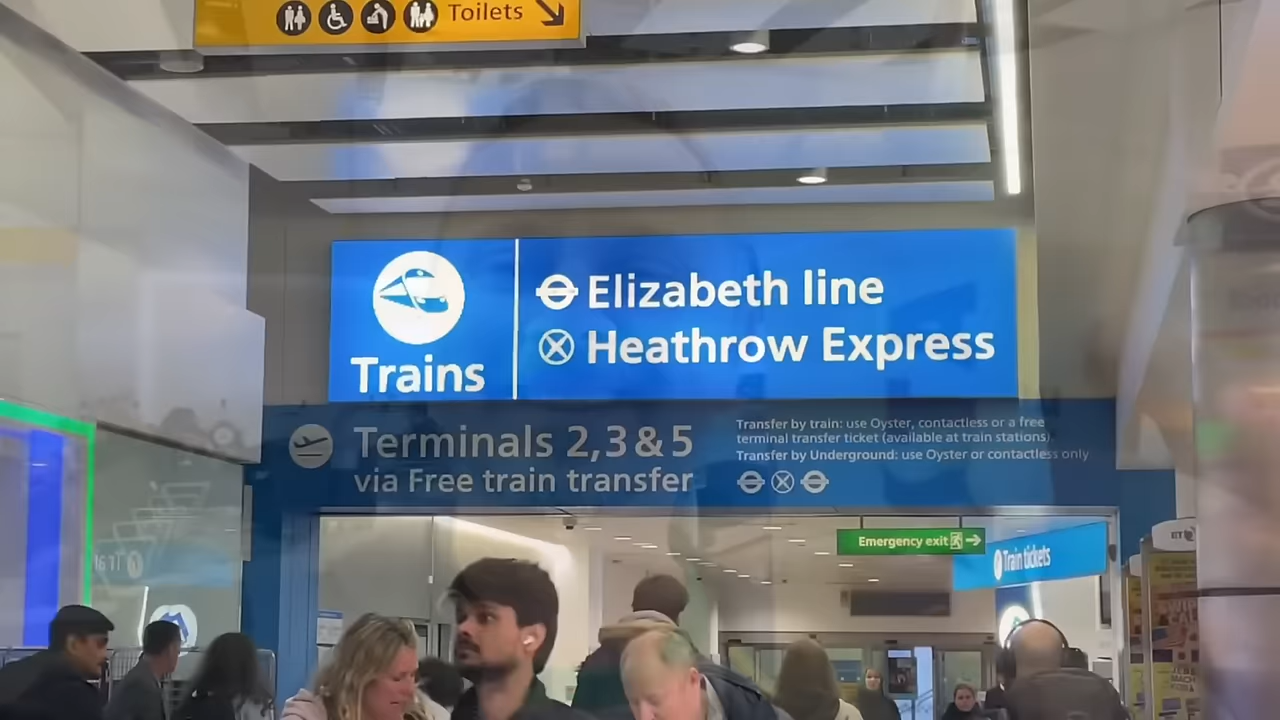 Toilets
Trains
Elizabeth line
Heathrow Express
Terminals 2,3 & 5
via Free train transfer
Transfer by train: use Oyster, contactless or a free
terminal transfer ticket (available at train stations)
Transfer by Underground: use Oyster or contactless only
Emergency exit
Train tickets
BT